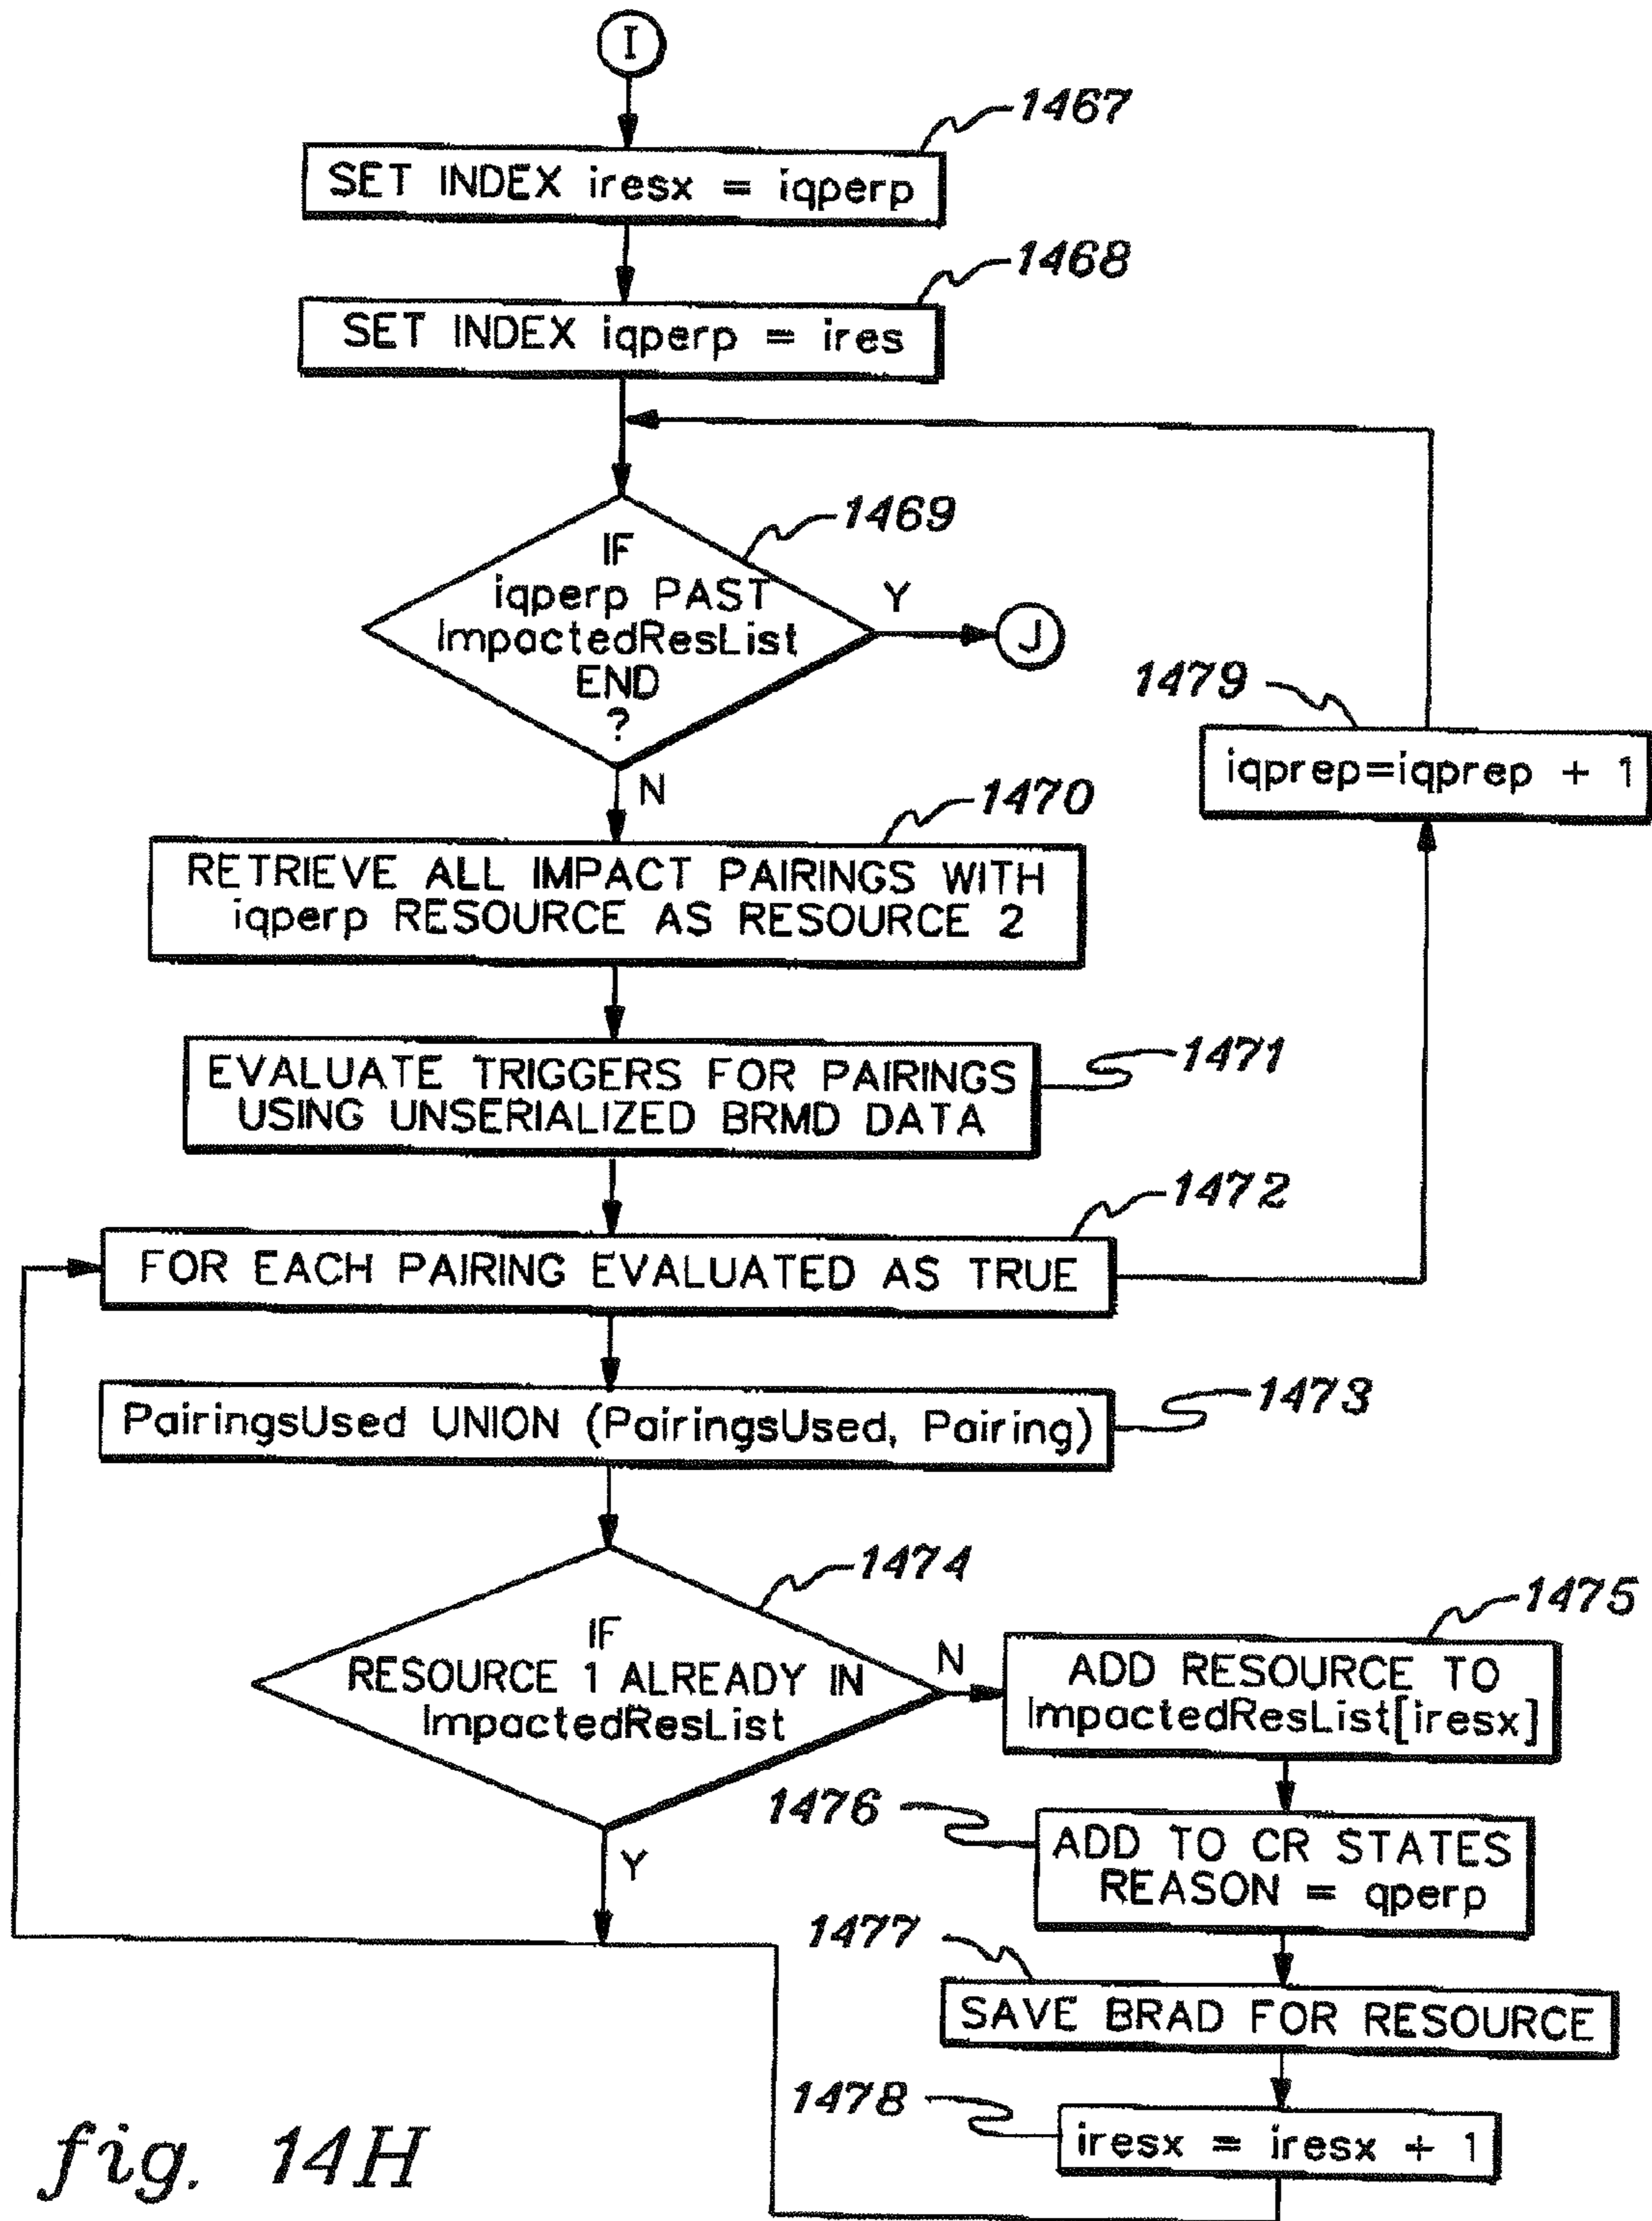 I
1467
SET INDEX iresx = iqperp
1468
SET INDEX iqperp = ires
1469
IF
iqperp PAST
ImpactedResList
END
?
Y
J
N
1479
iqprep=iqprep + 1
1470
RETRIEVE ALL IMPACT PAIRINGS WITH
iqperp RESOURCE AS RESOURCE 2
1471
EVALUATE TRIGGERS FOR PAIRINGS
USING UNSERIALIZED BRMD DATA
1472
FOR EACH PAIRING EVALUATED AS TRUE
1473
PairingsUsed UNION (PairingsUsed, Pairing)
1474
IF
RESOURCE 1 ALREADY IN
ImpactedResList
N
Y
1475
ADD RESOURCE TO
ImpactedResList[iresx]
1476
ADD TO CR STATES
REASON = qperp
1477
SAVE BRAD FOR RESOURCE
1478
iresx = iresx + 1
fig. 14H